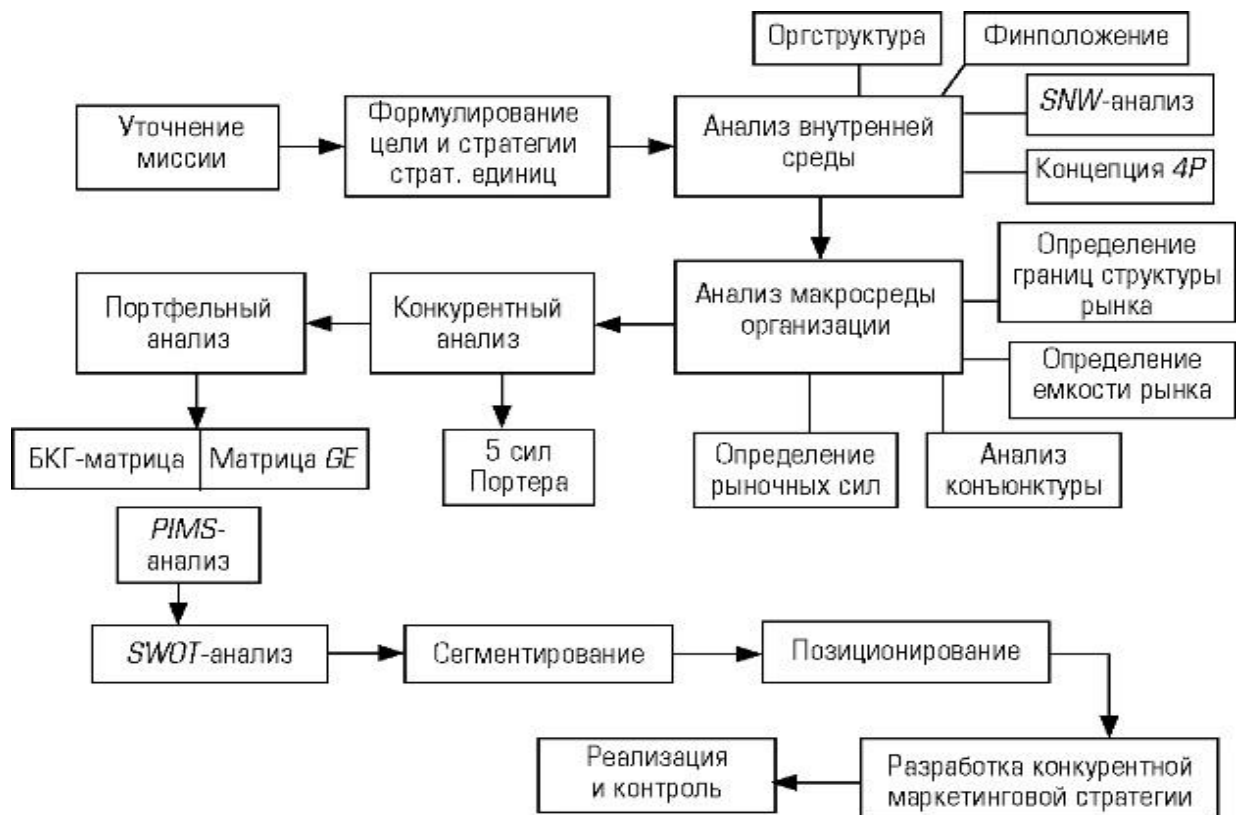 Оргструктура
Финположение
Уточнение
миссии
Формулирование
цели и стратегии
страт. единиц
Анализ внутренней
среды
SNW-анализ
Концепция 4P
Портфельный
анализ
Конкурентный
анализ
Анализ макросреды
организации
Определение
границ структуры
рынка
Определение
емкости рынка
БКГ-матрица
Матрица GE
5 сил
Портера
Определение
рыночных сил
Анализ
конъюнктуры
PIMS-
анализ
SWOT-анализ
Сегментирование
Позиционирование
Реализация
и контроль
Разработка конкурентной
маркетинговой стратегии